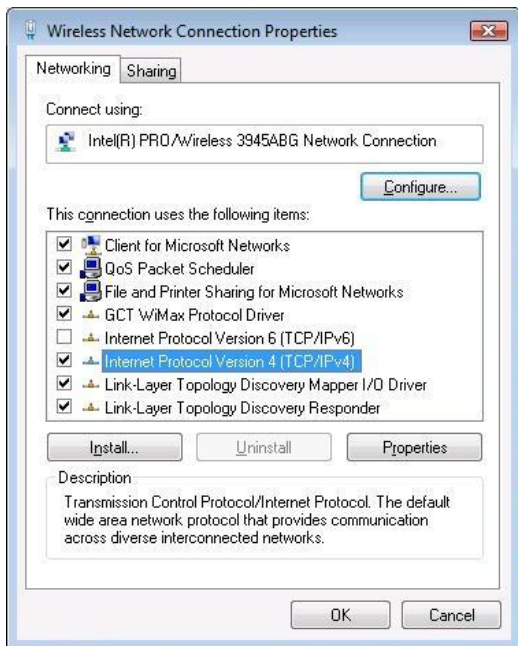 Wireless Network Connection Properties
Networking
Sharing
Connect using:
Intel(R) PRO/Wireless 3945ABG Network Connection
Configure...
This connection uses the following items:
Client for Microsoft Networks
QoS Packet Scheduler
File and Printer Sharing for Microsoft Networks
GCT WiMax Protocol Driver
Internet Protocol Version 6 (TCP/IPv6)
Internet Protocol Version 4 (TCP/IPv4)
Link-Layer Topology Discovery Mapper I/O Driver
Link-Layer Topology Discovery Responder
Install...
Uninstall
Properties
Description
Transmission Control Protocol/Internet Protocol. The default
wide area network protocol that provides communication
across diverse interconnected networks.
OK
Cancel